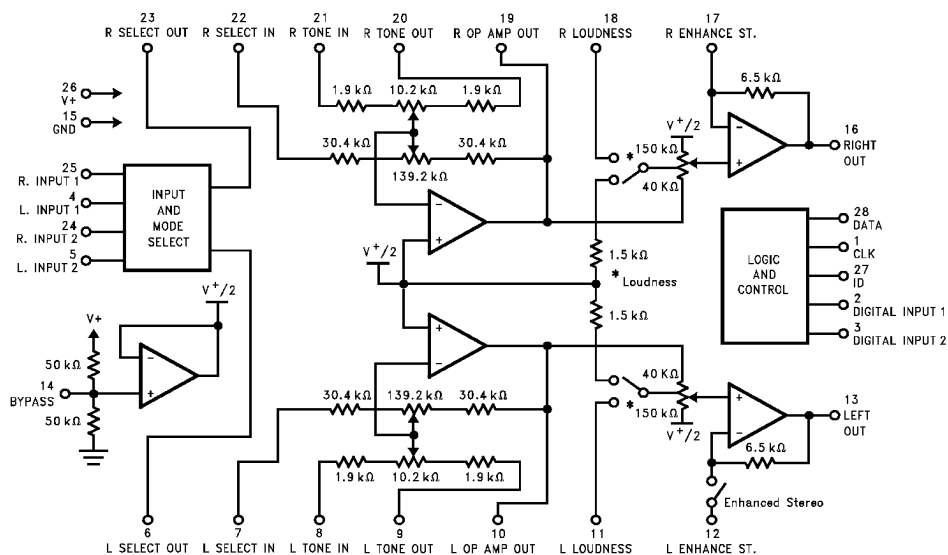 23
R SELECT OUT
22
R SELECT IN
21
R TONE IN
20
R TONE OUT
19
R OP AMP OUT
18
R LOUDNESS
17
R ENHANCE ST.
26
V+
15
GND
1.9 kΩ
10.2 kΩ
1.9 kΩ
6.5 kΩ
V+/2
16
RIGHT
OUT
30.4 kΩ
139.2 kΩ
30.4 kΩ
*
150 kΩ
40 KΩ
25
R. INPUT 1
4
L. INPUT 1
24
R. INPUT 2
5
L. INPUT 2
INPUT
AND
MODE
SELECT
28
DATA
1
CLK
27
ID
2
DIGITAL INPUT 1
3
DIGITAL INPUT 2
LOGIC
AND
CONTROL
V+/2
1.5 kΩ
* Loudness
1.5 kΩ
V+/2
V+
50 kΩ
14
BYPASS
50 kΩ
30.4 kΩ
139.2 kΩ
30.4 kΩ
40 KΩ
*
150 kΩ
V+/2
13
LEFT
OUT
6.5 kΩ
1.9 kΩ
10.2 kΩ
1.9 kΩ
Enhanced Stereo
6
L SELECT OUT
7
L SELECT IN
8
L TONE IN
9
L TONE OUT
10
L OP AMP OUT
11
L LOUDNESS
12
L ENHANCE ST.